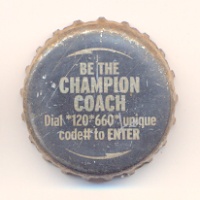 BE THE
CHAMPION
COACH
Dial *120*660* unique
code# to ENTER